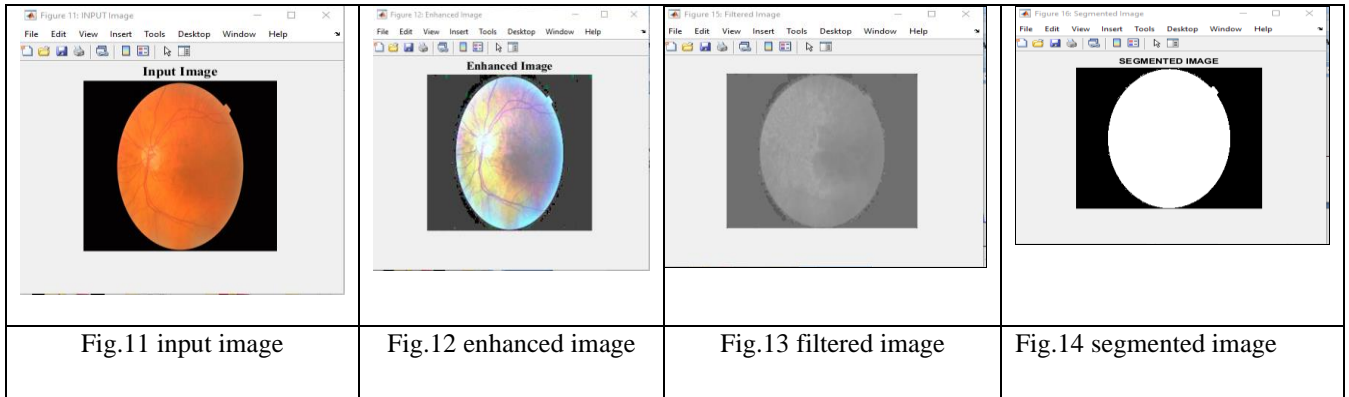 Figure 11: INPUT Image
File Edit View Insert Tools Desktop Window Help
Input Image
Figure 12: Enhanced Image
File Edit View Insert Tools Desktop Window Help
Enhanced Image
Figure 15: Filtered Image
File Edit View Insert Tools Desktop Window Help
Figure 16: Segmented Image
File Edit View Insert Tools Desktop Window Help
SEGMENTED IMAGE
Fig.11 input image
Fig.12 enhanced image
Fig.13 filtered image
Fig.14 segmented image